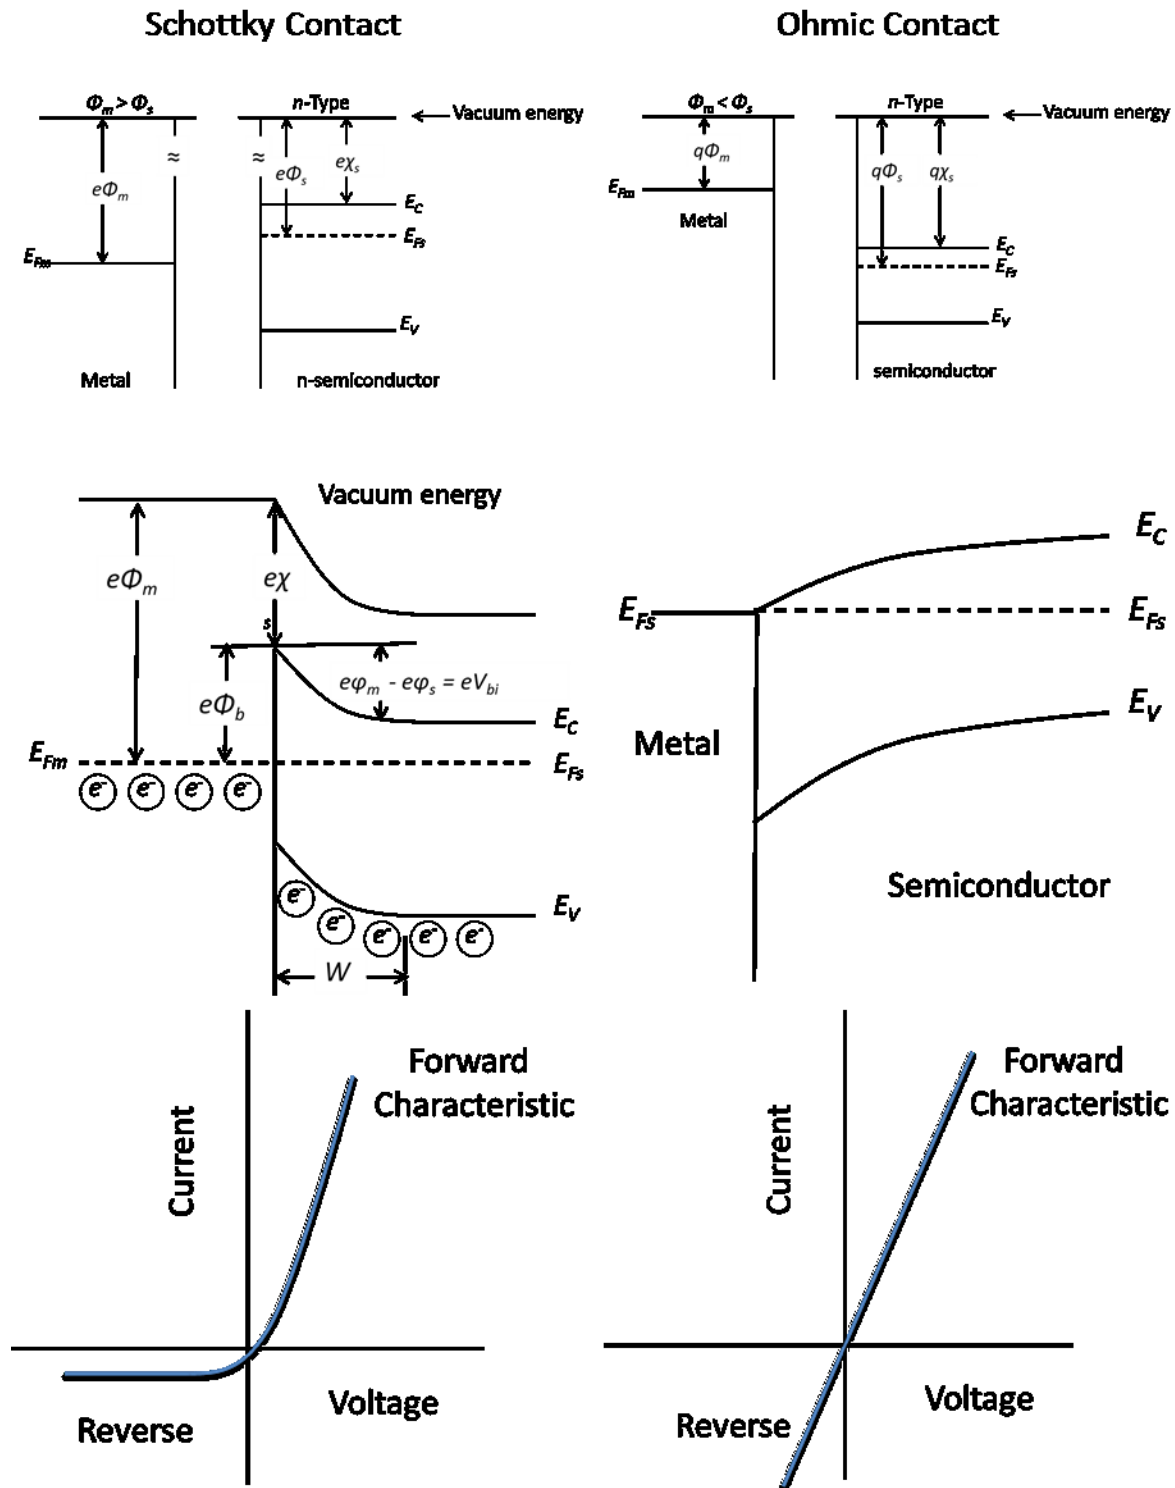 Schottky Contact
Φm > Φs
n-Type
Vacuum energy
≈
≈
eΦm
eΦs
eχs
EC
EFs
EFm
EV
Metal
n-semiconductor
Ohmic Contact
Φm < Φs
n-Type
Vacuum energy
qΦm
qΦs
qχs
EFm
Metal
EC
EFs
EV
semiconductor
Vacuum energy
eΦm
eχ
s
eφm - eφs = eVbi
eΦb
EC
EFm
EFs
e- e- e- e-
EV
e- e- e- e- e-
W
EC
EFs
EFs
EV
Metal
Semiconductor
Forward
Characteristic
Current
Voltage
Reverse
Forward
Characteristic
Current
Voltage
Reverse